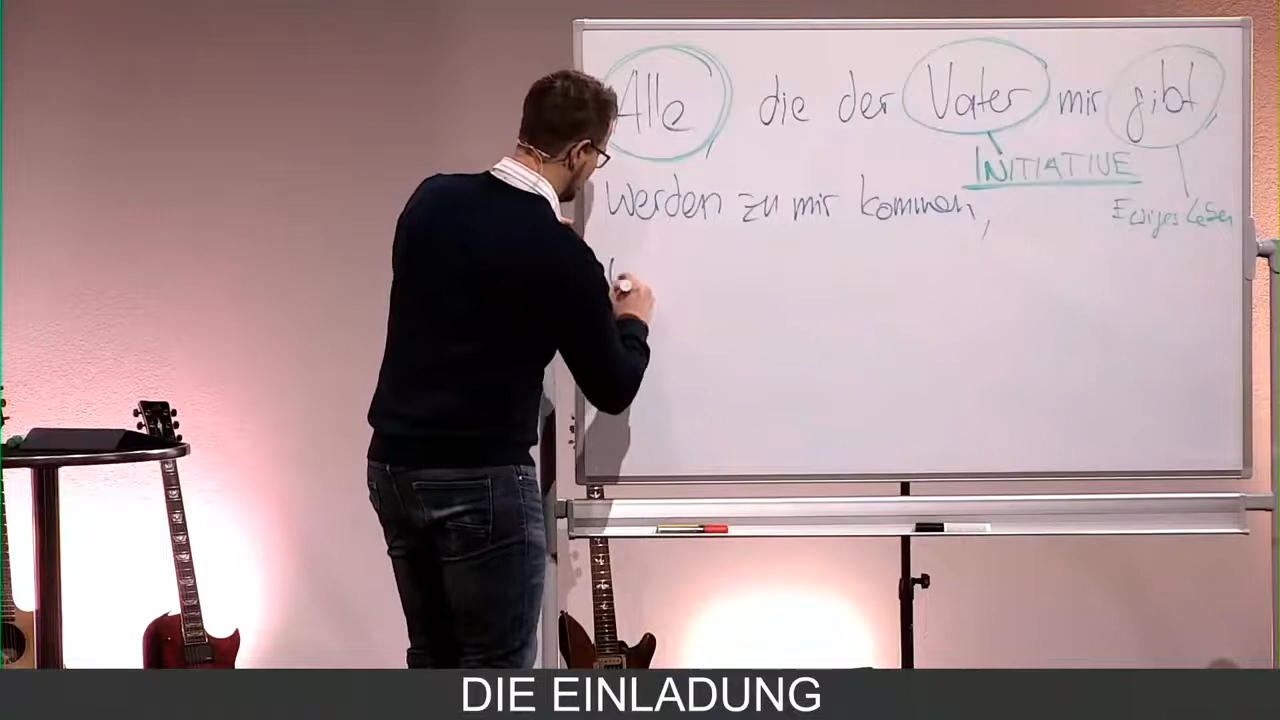 Alle die der Vater mir gibt,
INITIATIVE
werden zu mir kommen,
Ewiges Leben
DIE EINLADUNG